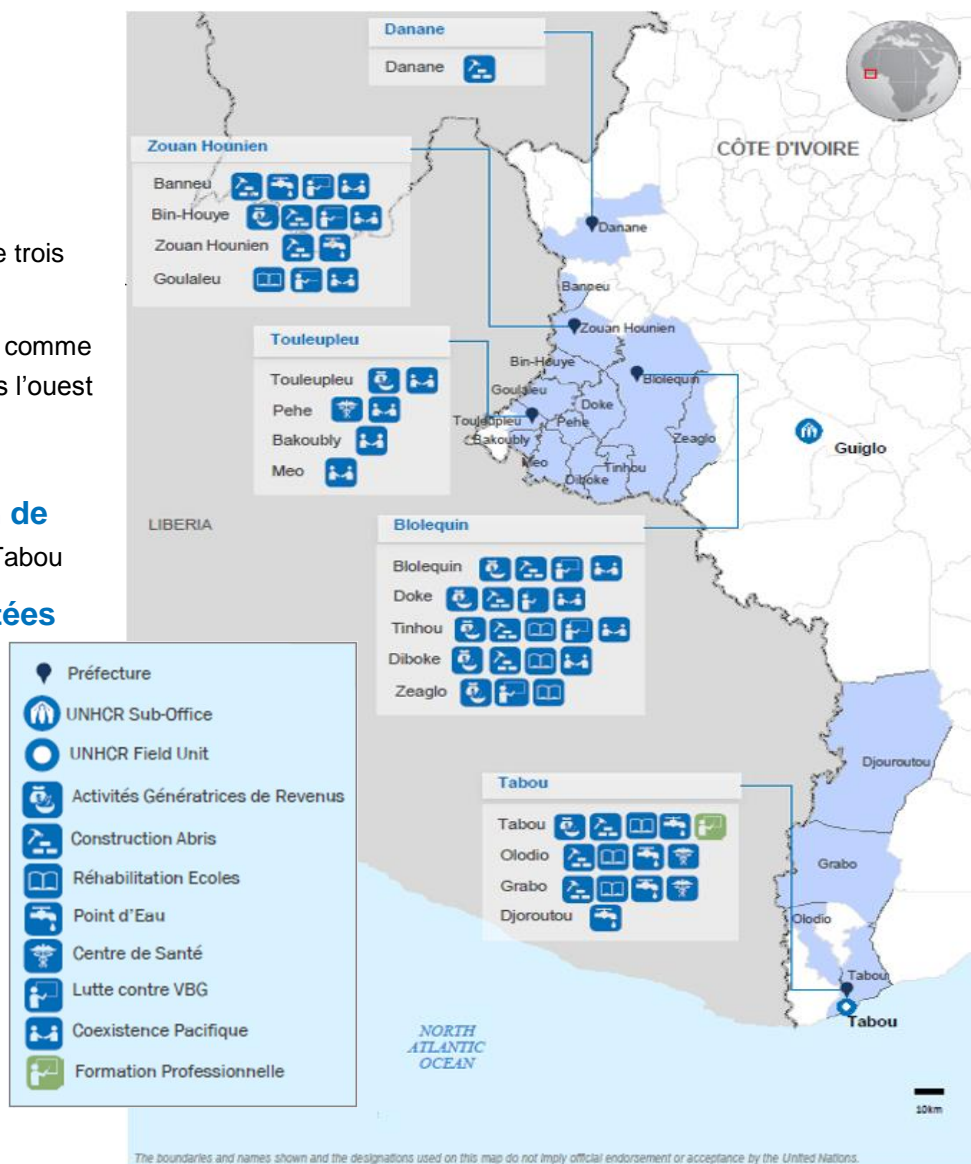 e trois
comme
s l’ouest
de
Tabou
tées
Danane
Danane
Zouan Hounien
Banneu
Bin-Houye
Zouan Hounien
Goulaleu
Touleupleu
Touleupleu
Pehe
Bakoubly
Meo
Blolequin
Blolequin
Doke
Tinhou
Diboke
Zeaglo
Tabou
Tabou
Olodio
Grabo
Djoroutou
CÔTE D'IVOIRE
Danane
Banneu
Zouan Hounien
Bin-Houye
Blolequin
Goulaleu
Doke
Touleupleu
Pehe
Bakoubly
Zeaglo
Meo
Tinhou
Diboke
Guiglo
LIBERIA
Djouroutou
Grabo
Olodio
Tabou
Tabou
NORTH
ATLANTIC
OCEAN
10km
Préfecture
UNHCR Sub-Office
UNHCR Field Unit
Activités Génératrices de Revenus
Construction Abris
Réhabilitation Ecoles
Point d’Eau
Centre de Santé
Lutte contre VBG
Coexistence Pacifique
Formation Professionnelle
The boundaries and names shown and the designations used on this map do not imply official endorsement or acceptance by the United Nations.